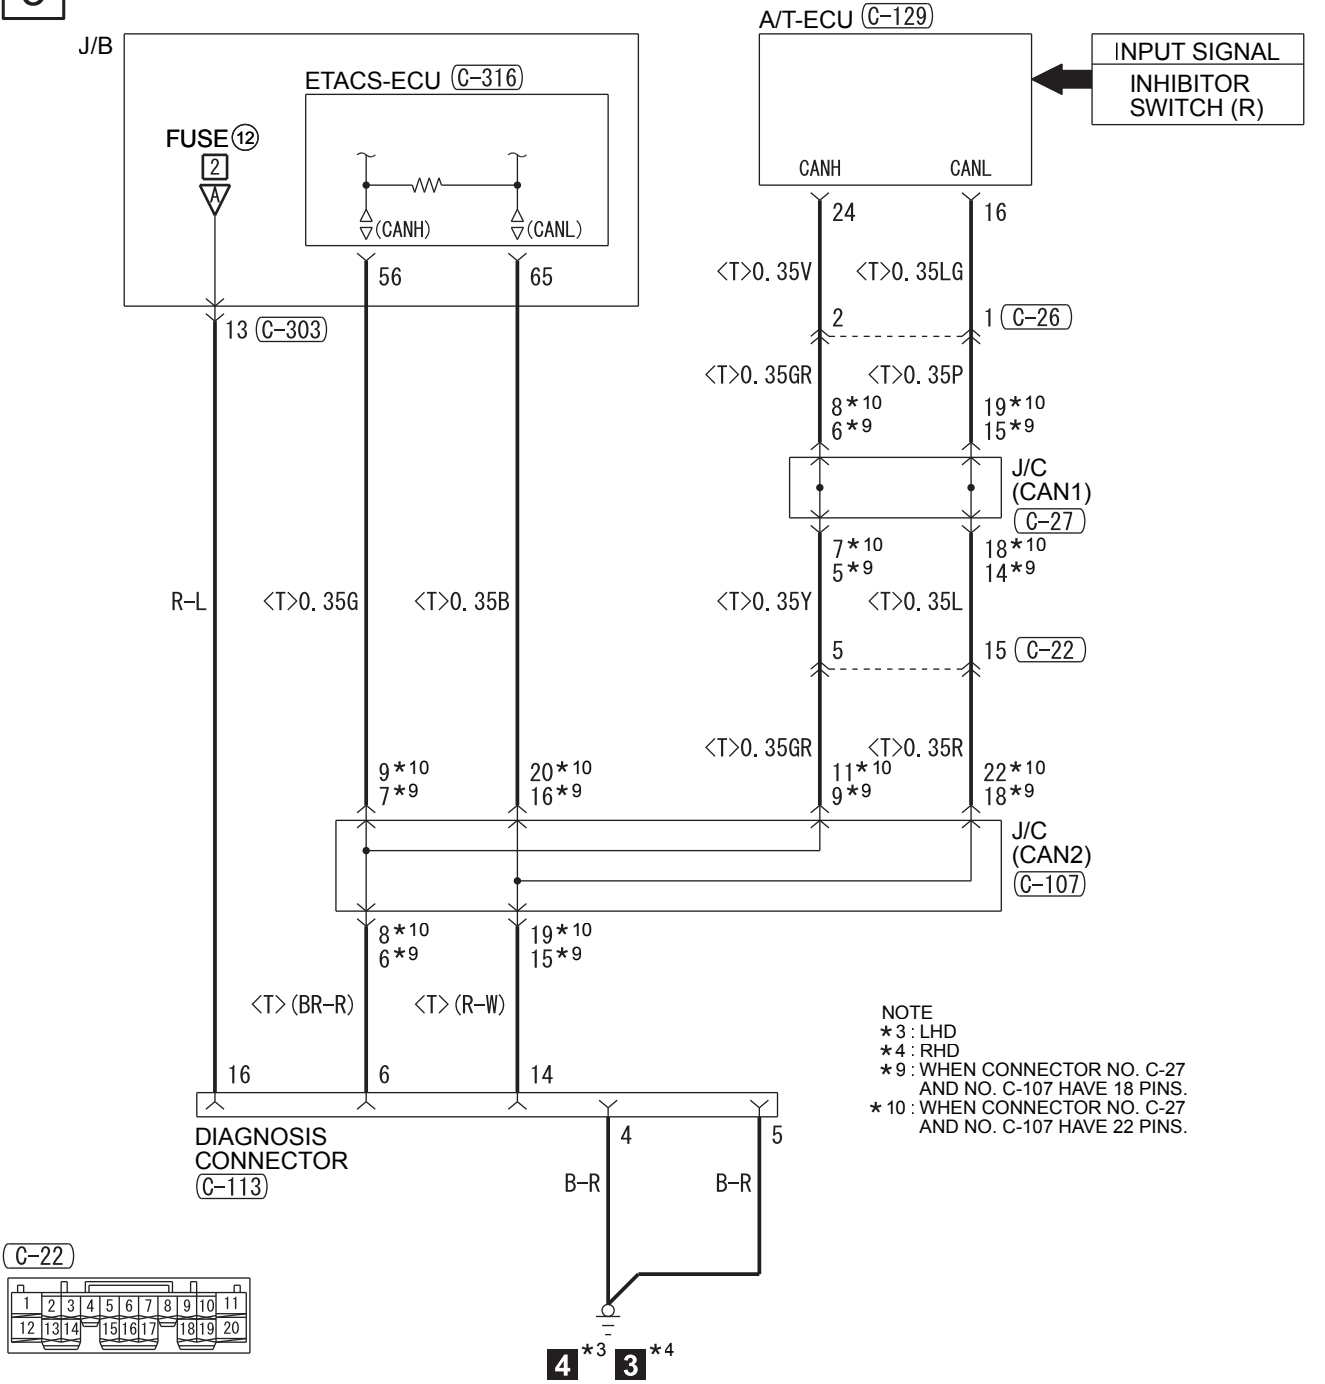 A/T-ECU C-129
J/B
INPUT SIGNAL
INHIBITOR
SWITCH (R)
ETACS-ECU C-316
FUSE 12
2
A
CANH CANL
(CANH) (CANL)
24 16
56 65
<T>0.35V <T>0.35LG
13 C-303
2 1 C-26
<T>0.35GR <T>0.35P
8*10 19*10
6*9 15*9
J/C
(CAN1)
C-27
7*10 18*10
5*9 14*9
R-L <T>0.35G <T>0.35B <T>0.35Y <T>0.35L
5 15 C-22
<T>0.35GR <T>0.35R
9*10 20*10 11*10 22*10
7*9 16*9 9*9 18*9
J/C
(CAN2)
C-107
8*10 19*10
6*9 15*9
<T>(BR-R) <T>(R-W)
NOTE
*3 : LHD
*4 : RHD
*9 : WHEN CONNECTOR NO. C-27
AND NO. C-107 HAVE 18 PINS.
*10 : WHEN CONNECTOR NO. C-27
AND NO. C-107 HAVE 22 PINS.
16 6 14
DIAGNOSIS
CONNECTOR
C-113
4 5
B-R B-R
C-22
1 2 3 4 5 6 7 8 9 10 11
12 13 14 15 16 17 18 19 20
4 *3 3 *4